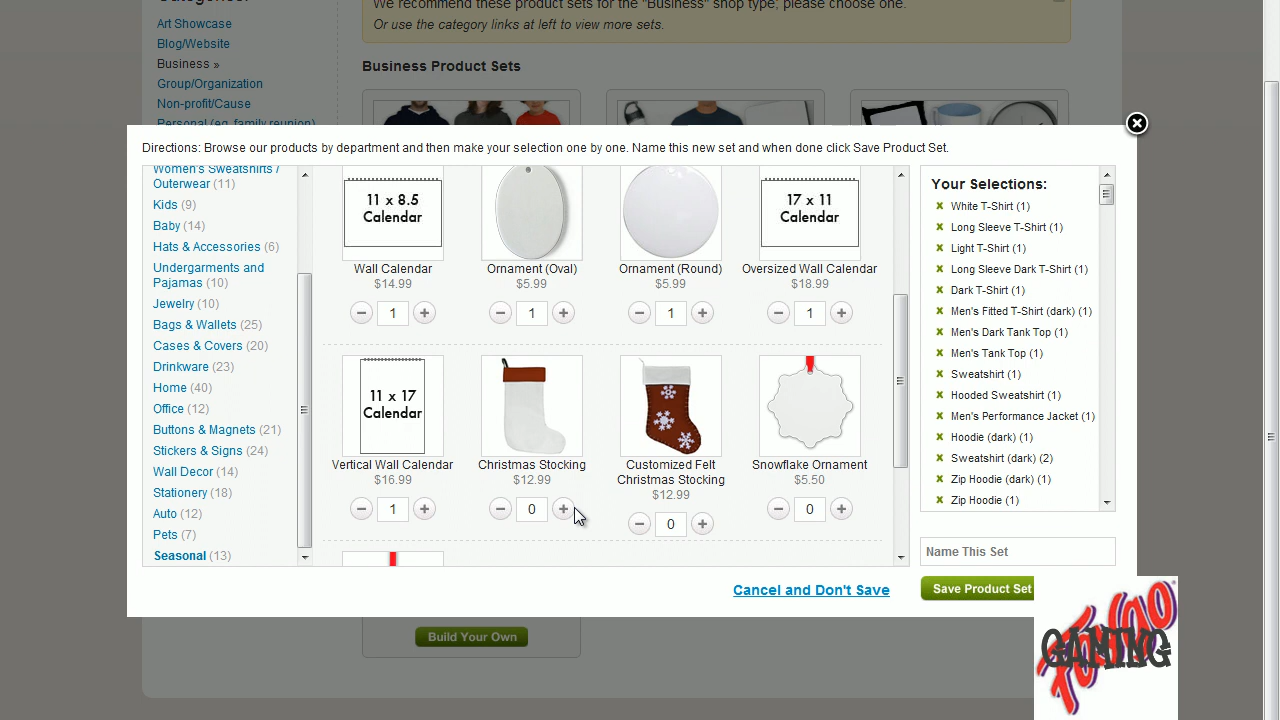 Categories:
Art Showcase
Blog/Website
Business »
Group/Organization
Non-profit/Cause
Personal (eg. family reunion)
We recommend these product sets for the "Business" shop type; please choose one.
Or use the category links at left to view more sets.
Business Product Sets
Directions: Browse our products by department and then make your selection one by one. Name this new set and when done click Save Product Set.
Women's Sweatshirts /
Outerwear (11)
Kids (9)
Baby (14)
Hats & Accessories (6)
Undergarments and
Pajamas (10)
Jewelry (10)
Bags & Wallets (25)
Cases & Covers (20)
Drinkware (23)
Home (40)
Office (12)
Buttons & Magnets (21)
Stickers & Signs (24)
Wall Decor (14)
Stationery (18)
Auto (12)
Pets (7)
Seasonal (13)
11 x 8.5
Calendar
17 x 11
Calendar
Wall Calendar
$14.99
Ornament (Oval)
$5.99
Ornament (Round)
$5.99
Oversized Wall Calendar
$18.99
1
1
1
1
11 x 17
Calendar
Vertical Wall Calendar
$16.99
Christmas Stocking
$12.99
Customized Felt
Christmas Stocking
$12.99
Snowflake Ornament
$5.50
1
0
0
0
Your Selections:
White T-Shirt (1)
Long Sleeve T-Shirt (1)
Light T-Shirt (1)
Long Sleeve Dark T-Shirt (1)
Dark T-Shirt (1)
Men's Fitted T-Shirt (dark) (1)
Men's Dark Tank Top (1)
Men's Tank Top (1)
Sweatshirt (1)
Hooded Sweatshirt (1)
Men's Performance Jacket (1)
Hoodie (dark) (1)
Sweatshirt (dark) (2)
Zip Hoodie (dark) (1)
Zip Hoodie (1)
Name This Set
Cancel and Don't Save
Save Product Set
Build Your Own
GAMING